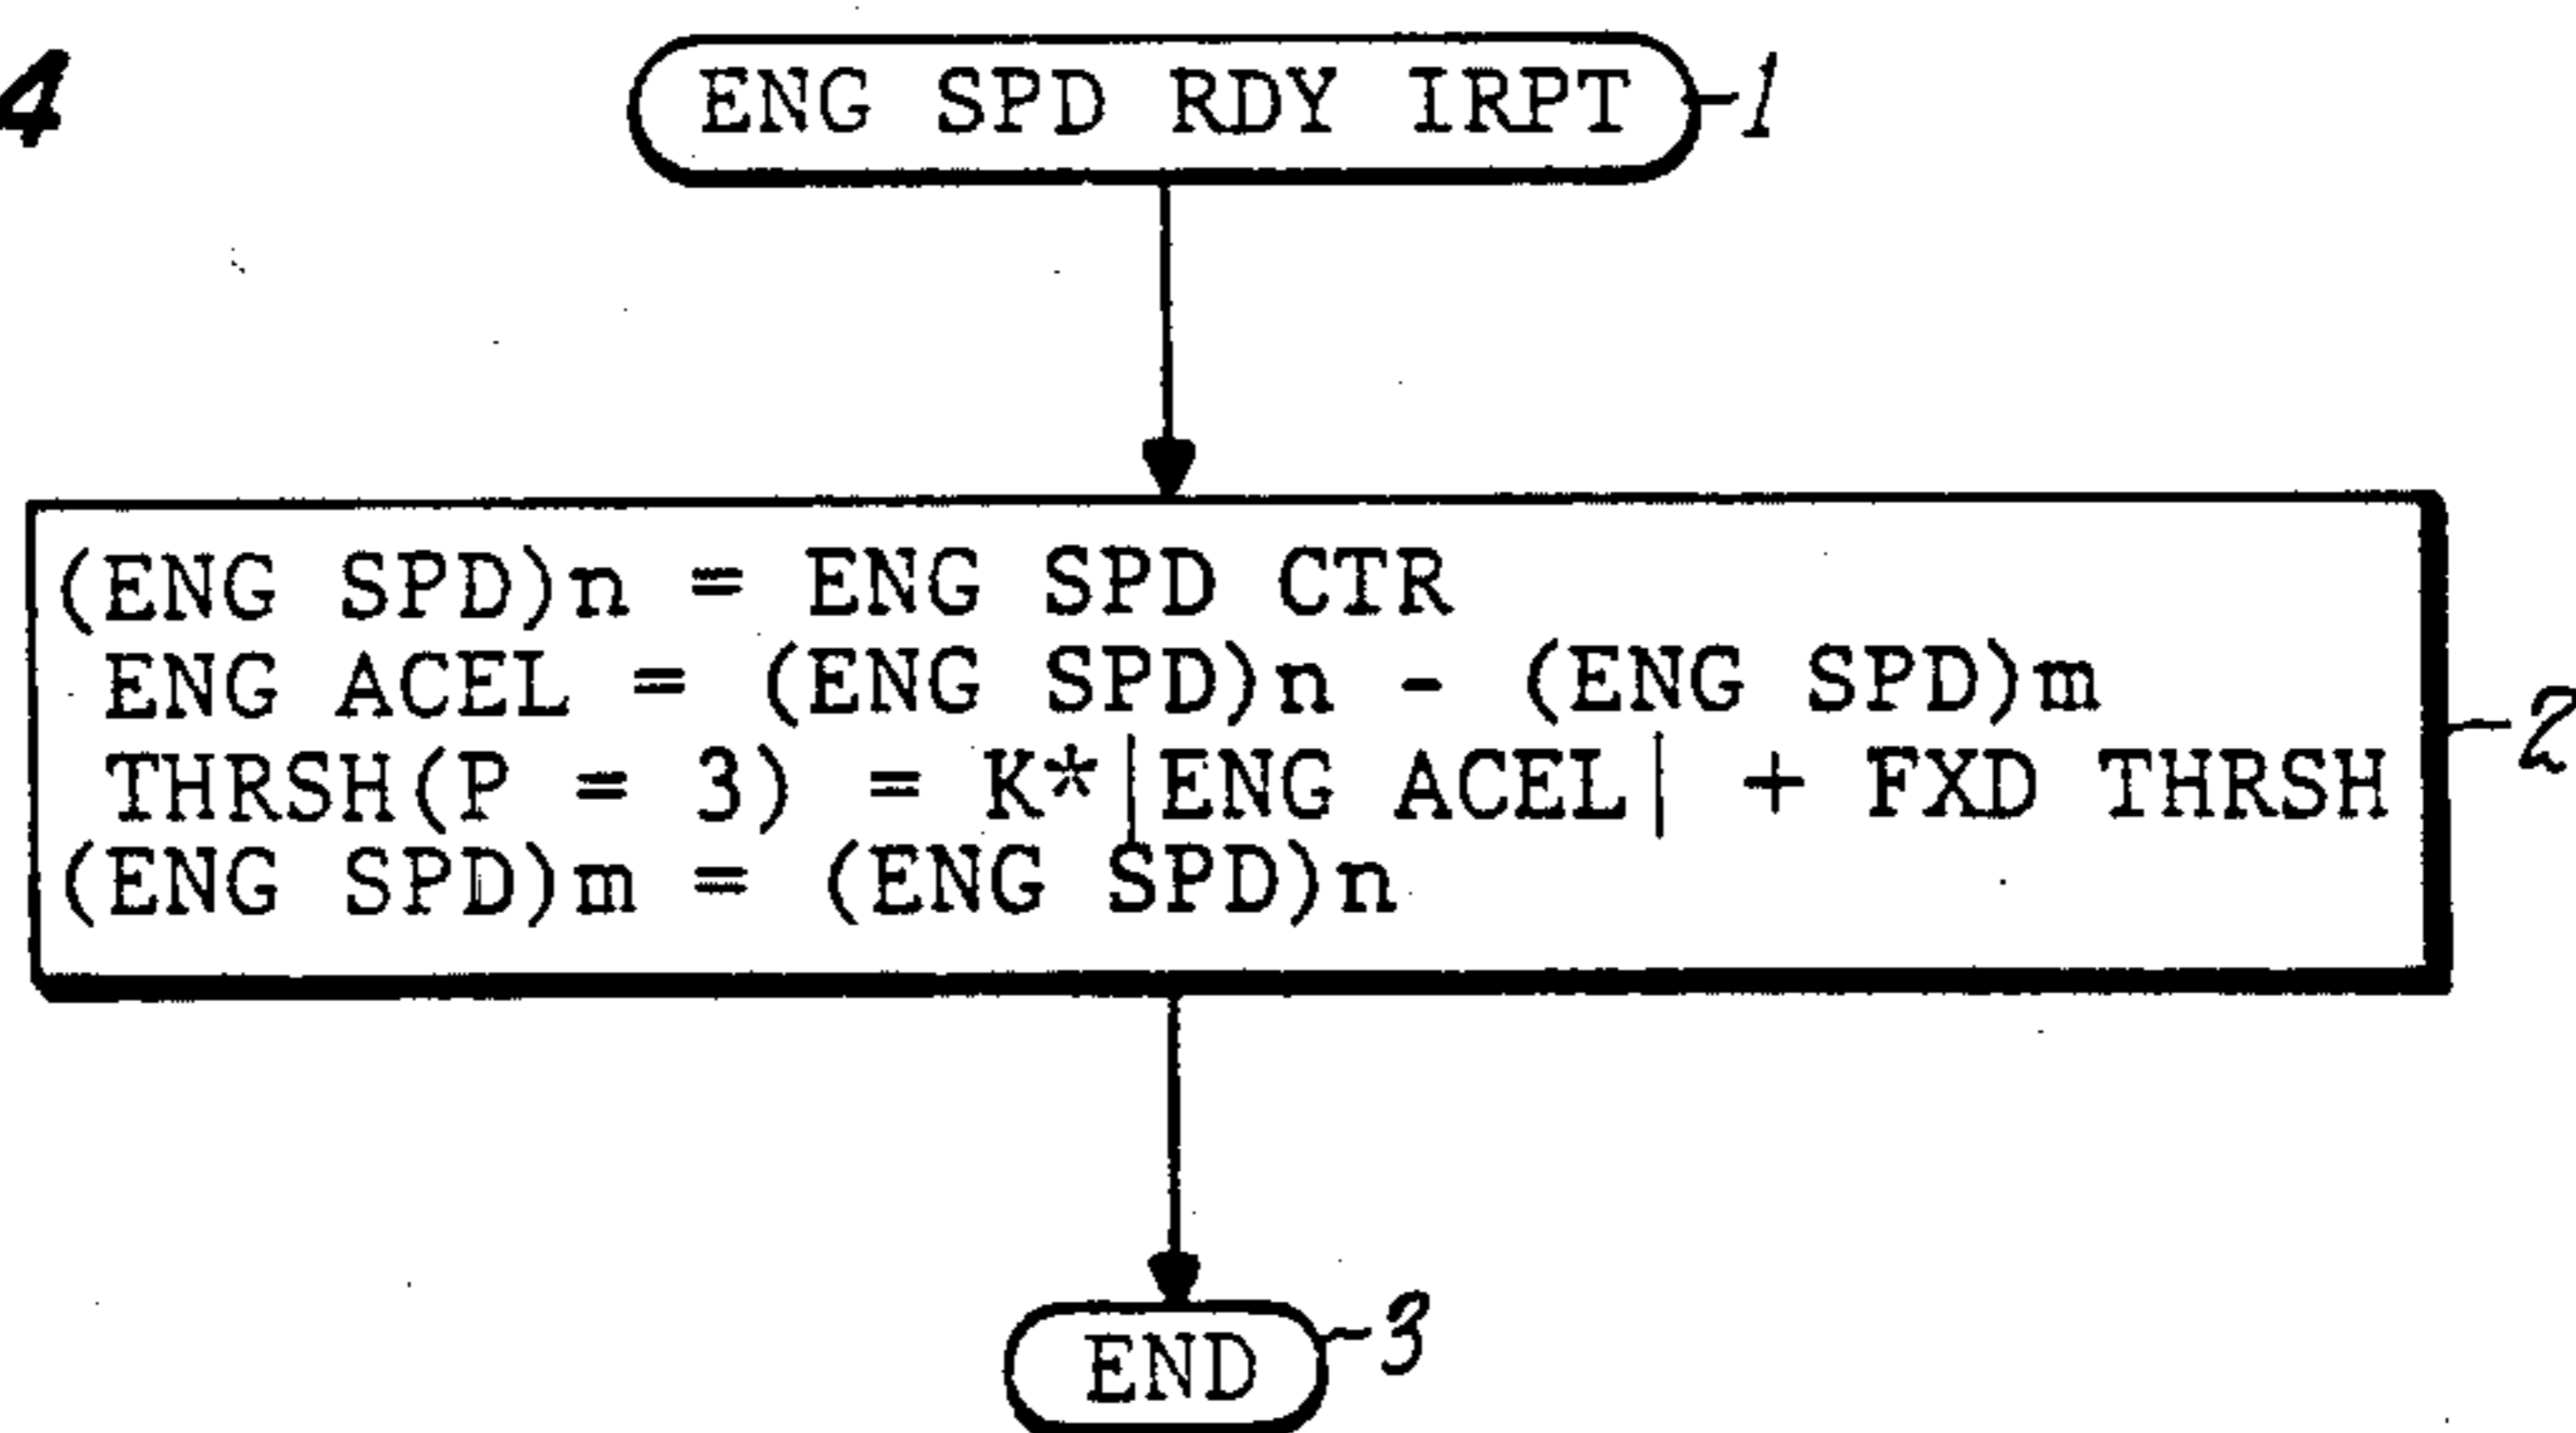 4
ENG SPD RDY IRPT
1
(ENG SPD)n = ENG SPD CTR
ENG ACEL = (ENG SPD)n - (ENG SPD)m
THRSH(P = 3) = K*|ENG ACEL| + FXD THRSH
(ENG SPD)m = (ENG SPD)n
2
END
3